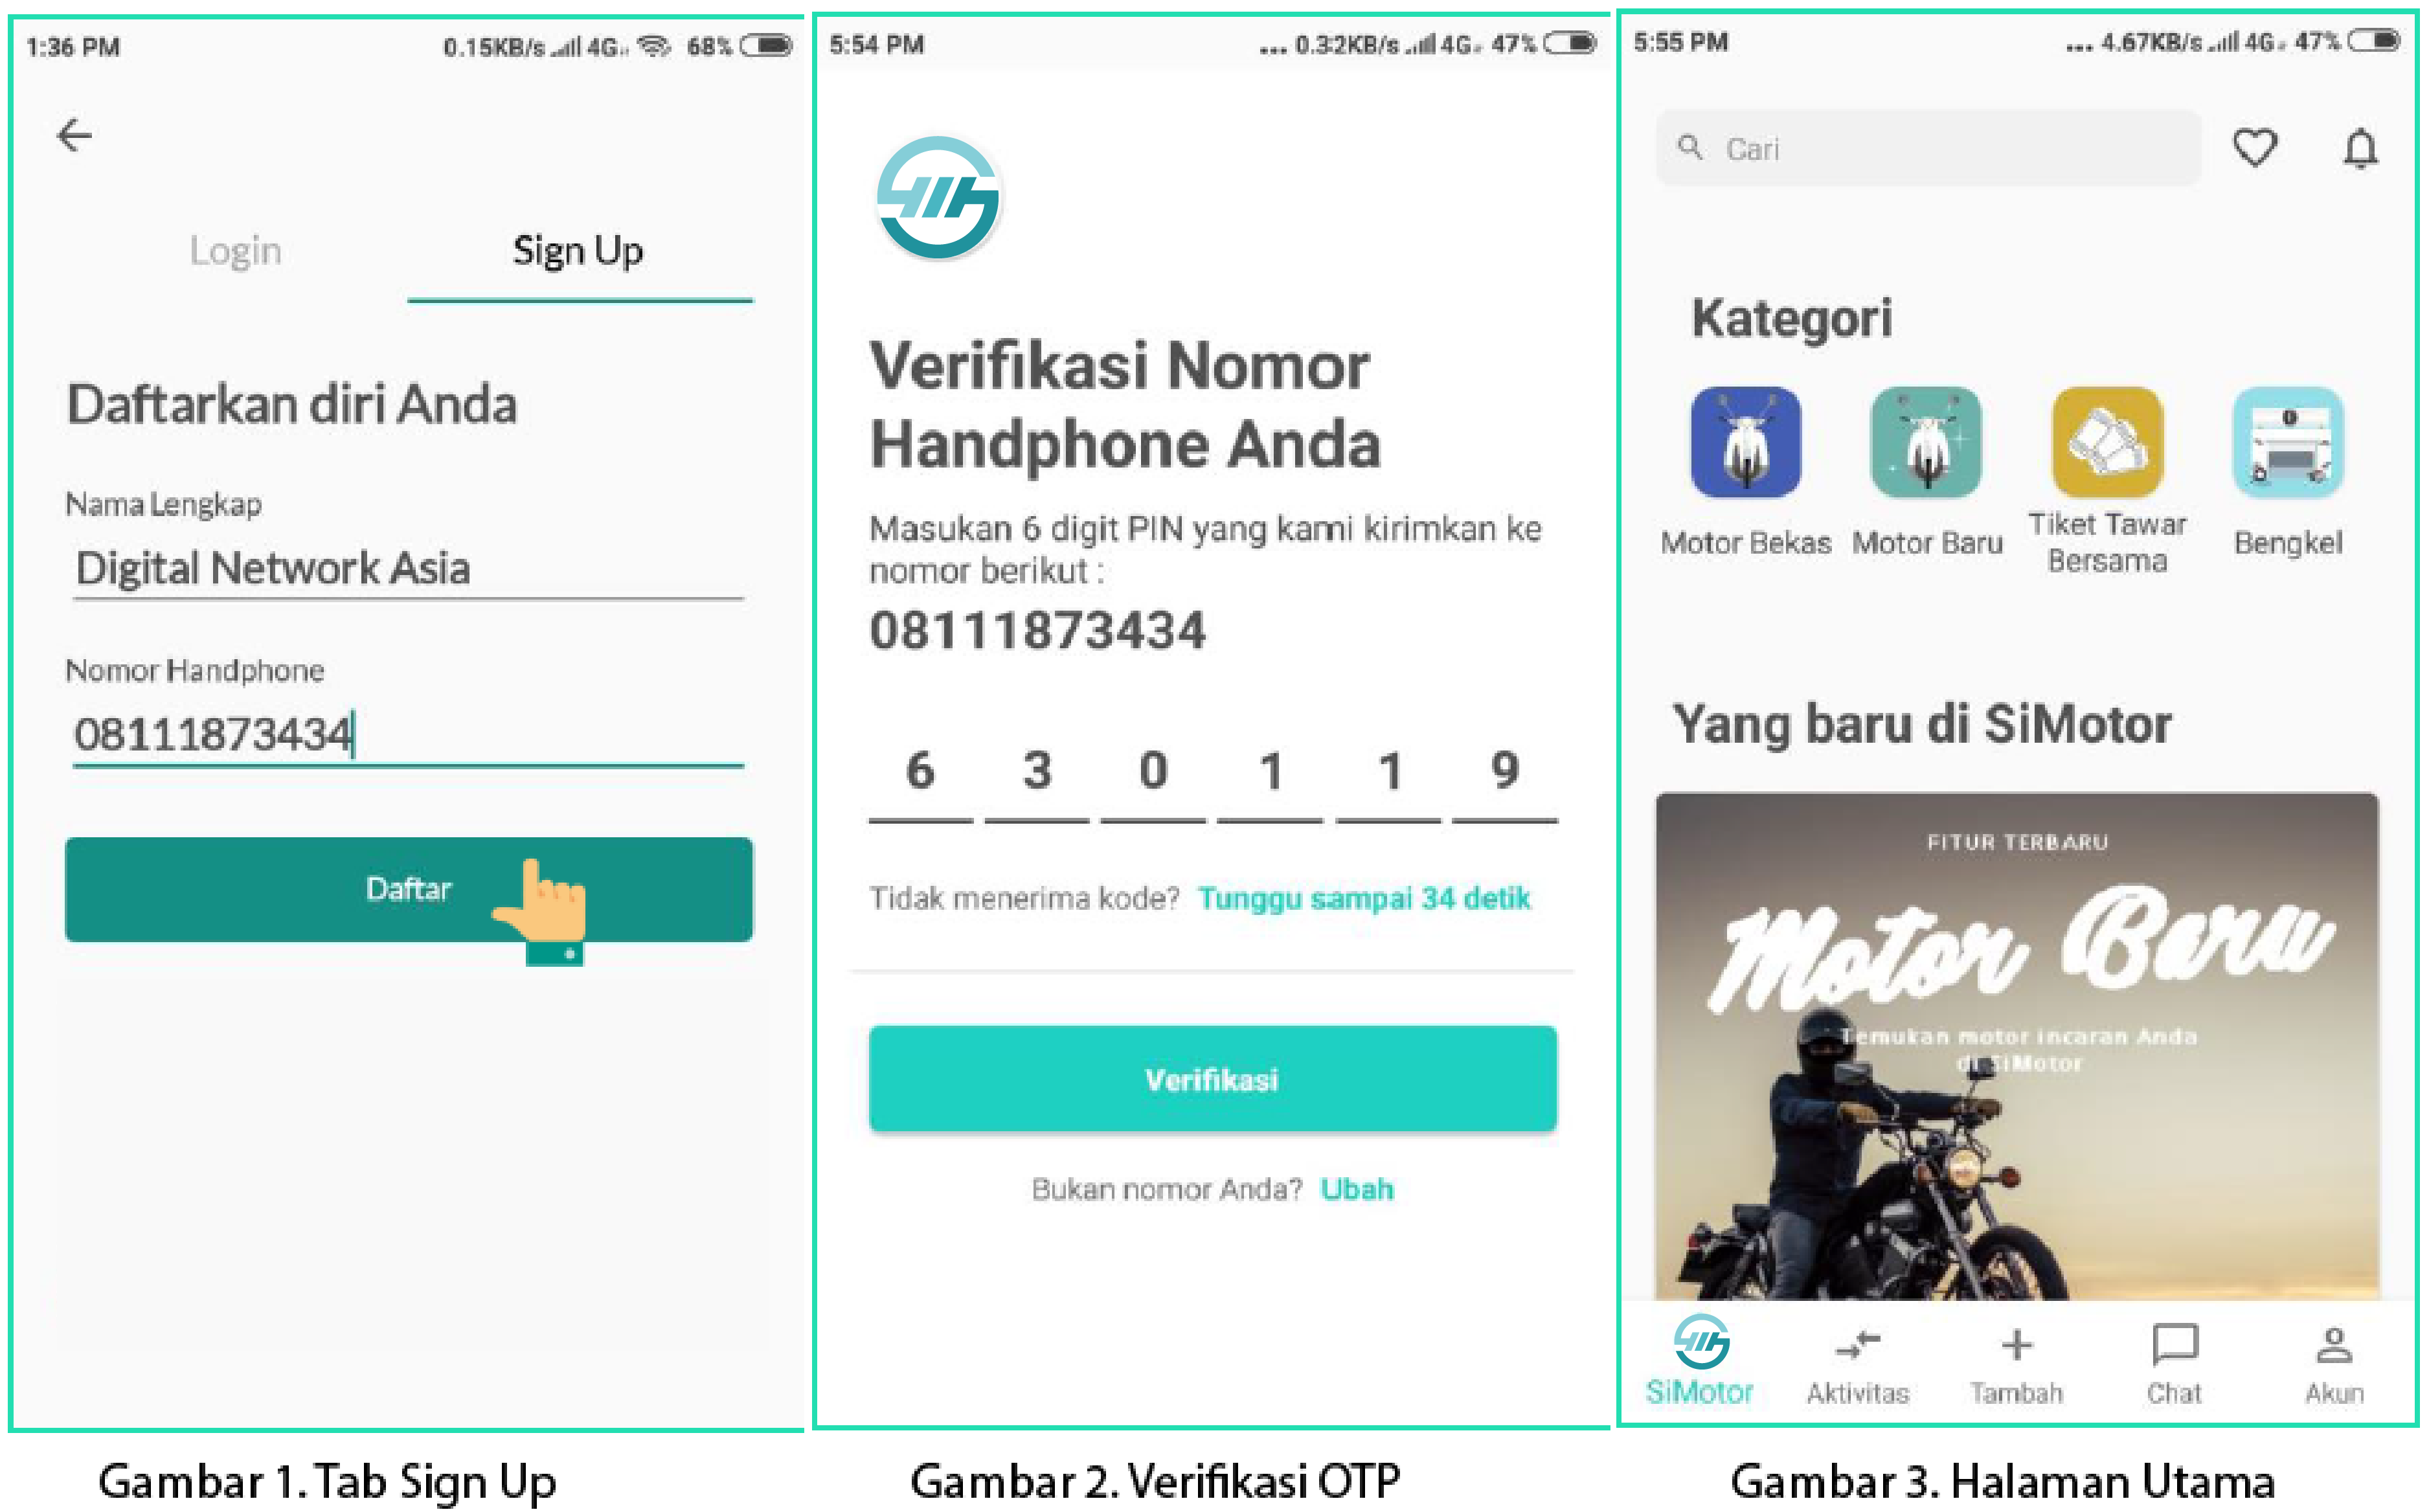 1:36 PM
0.15KB/s 4G 68%
Login
Sign Up
Daftarkan diri Anda
Nama Lengkap
Digital Network Asia
Nomor Handphone
08111873434
Daftar
Gambar 1. Tab Sign Up
5:54 PM
... 0.32KB/s 4G 47%
Verifikasi Nomor
Handphone Anda
Masukan 6 digit PIN yang kami kirimkan ke
nomor berikut :
08111873434
6 3 0 1 1 9
Tidak menerima kode? Tunggu sampai 34 detik
Verifikasi
Bukan nomor Anda? Ubah
Gambar 2. Verifikasi OTP
5:55 PM
... 4.67KB/s 4G 47%
Cari
Kategori
Motor Bekas
Motor Baru
Tiket Tawar
Bersama
Bengkel
Yang baru di SiMotor
FITUR TERBARU
Motor Baru
Temukan motor incaran Anda
di SiMotor
SiMotor
Aktivitas
Tambah
Chat
Akun
Gambar 3. Halaman Utama